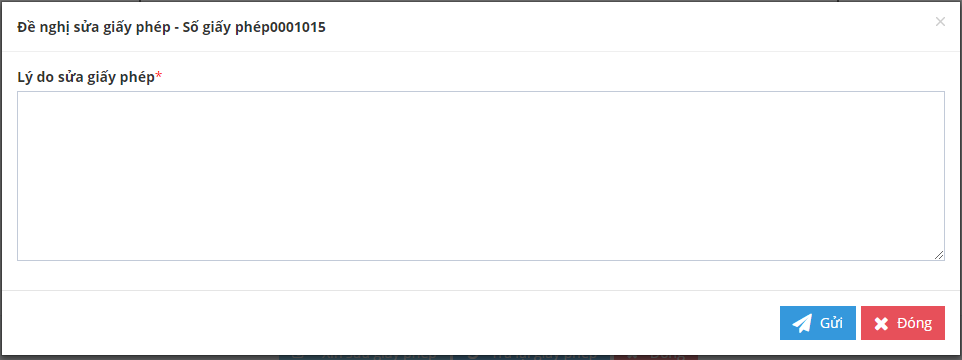 Đề nghị sửa giấy phép - Số giấy phép0001015
×
Lý do sửa giấy phép*
Gửi
Đóng